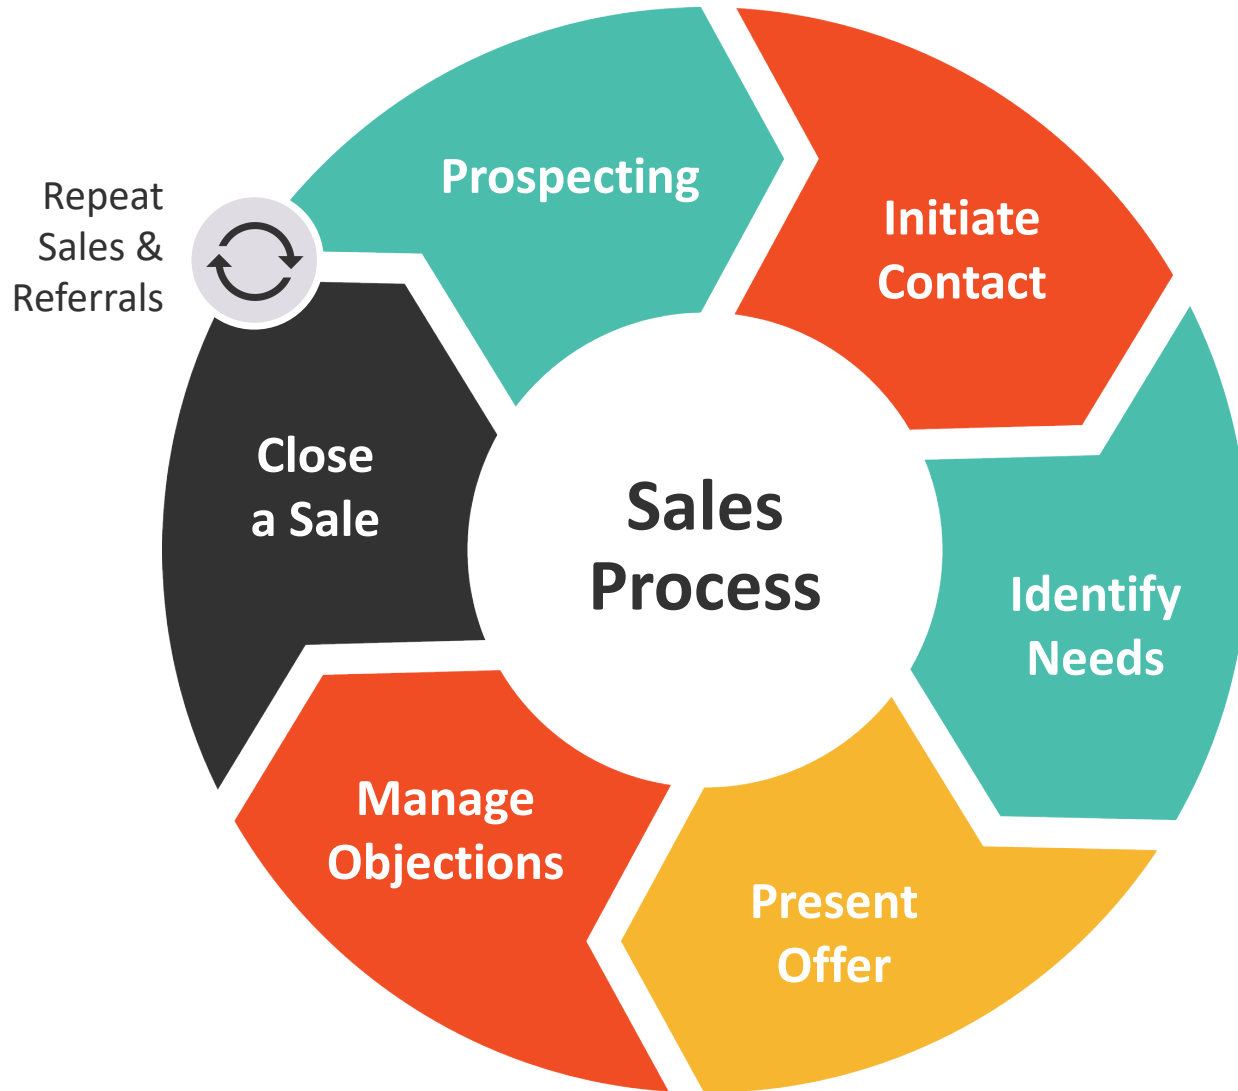 Sales
Process
Prospecting
Initiate
Contact
Identify
Needs
Present
Offer
Manage
Objections
Close
a Sale
Repeat
Sales &
Referrals